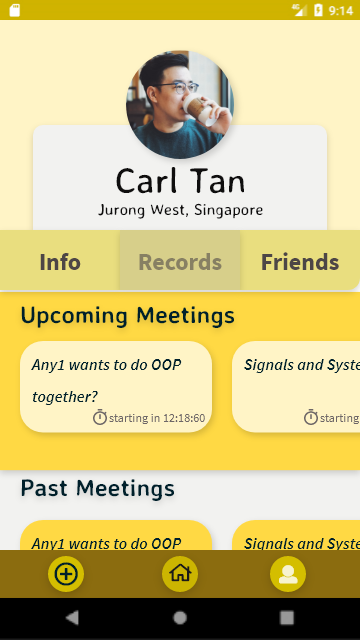 4G 9:14
Carl Tan
Jurong West, Singapore
Info Records Friends
Upcoming Meetings
Any1 wants to do OOP Signals and Syste
together?
starting in 12:18:60 starting
Past Meetings
Any1 wants to do OOP Signals and Syste